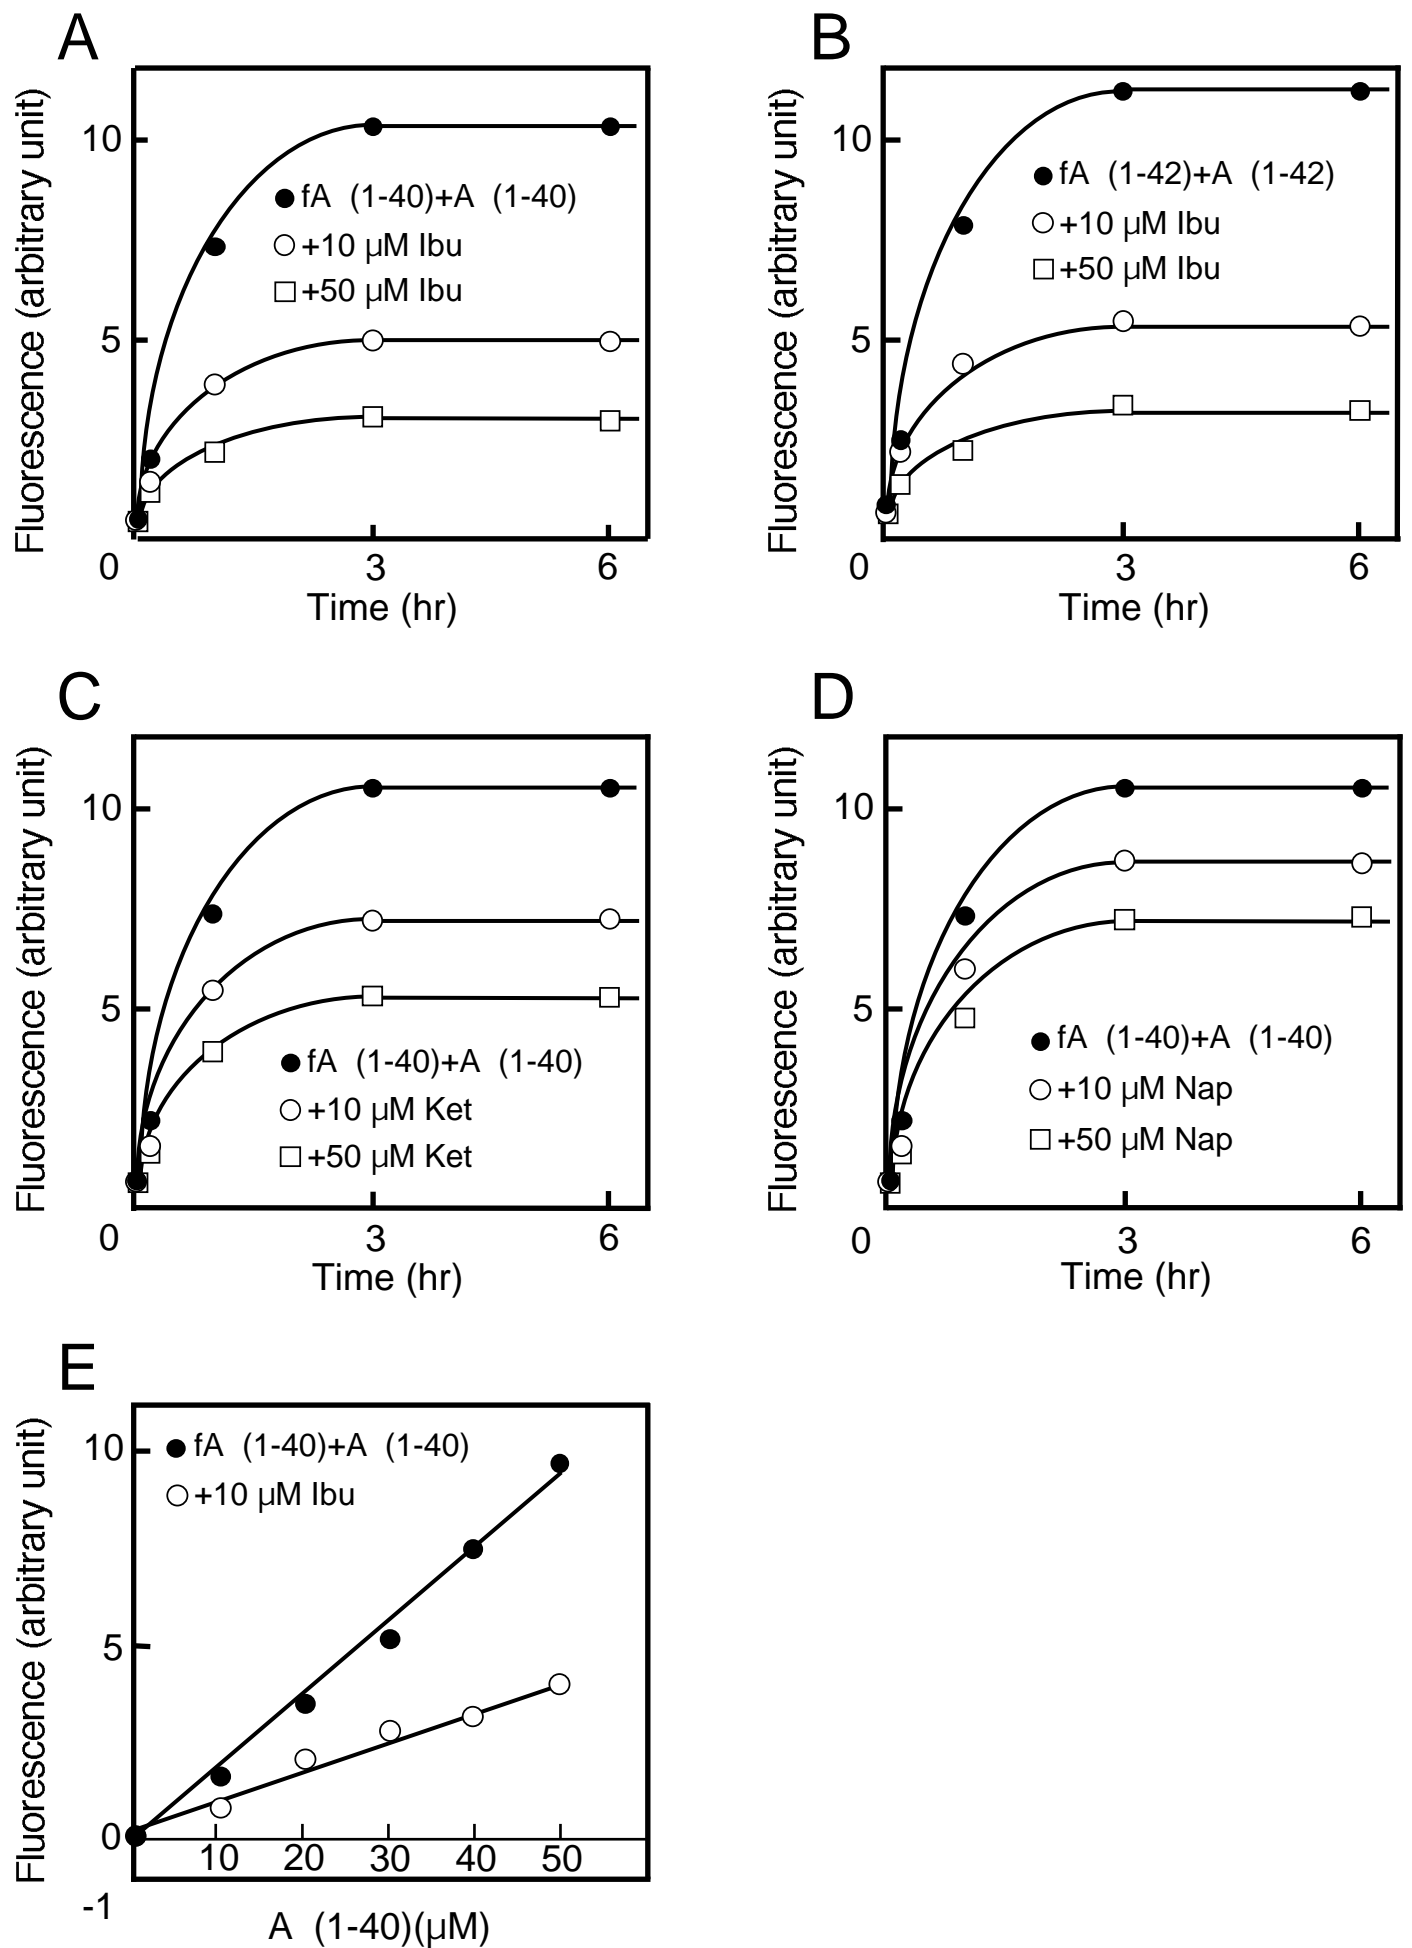 A
Fluorescence (arbitrary unit)
10
5
fA (1-40)+A (1-40)
+10 µM Ibu
+50 µM Ibu
0
3
6
Time (hr)
B
Fluorescence (arbitrary unit)
10
5
fA (1-42)+A (1-42)
+10 µM Ibu
+50 µM Ibu
0
3
6
Time (hr)
C
Fluorescence (arbitrary unit)
10
5
fA (1-40)+A (1-40)
+10 µM Ket
+50 µM Ket
0
3
6
Time (hr)
D
Fluorescence (arbitrary unit)
10
5
fA (1-40)+A (1-40)
+10 µM Nap
+50 µM Nap
0
3
6
Time (hr)
E
Fluorescence (arbitrary unit)
10
5
0
-1
fA (1-40)+A (1-40)
+10 µM Ibu
10 20 30 40 50
A (1-40)(µM)